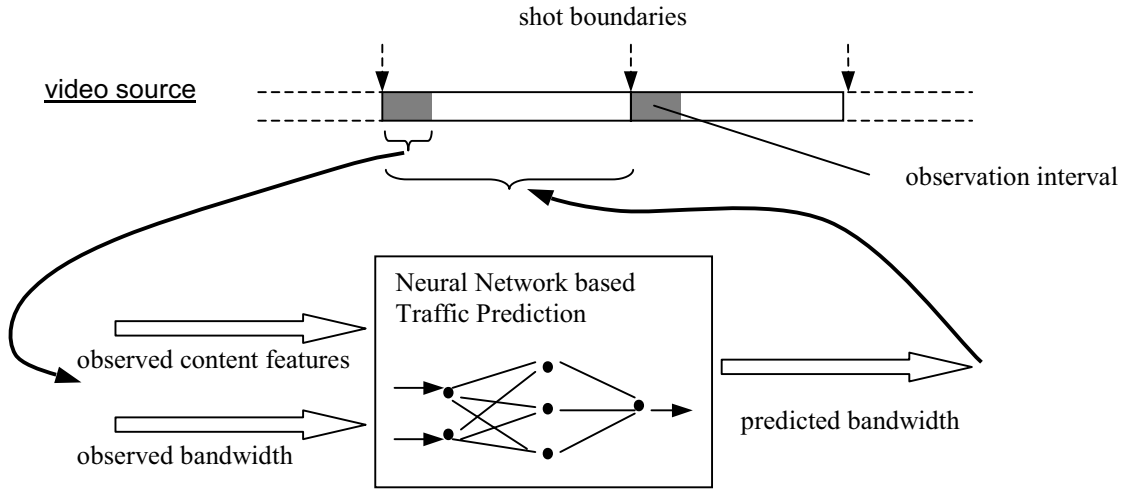 shot boundaries
video source
observation interval
Neural Network based
Traffic Prediction
observed content features
observed bandwidth
predicted bandwidth